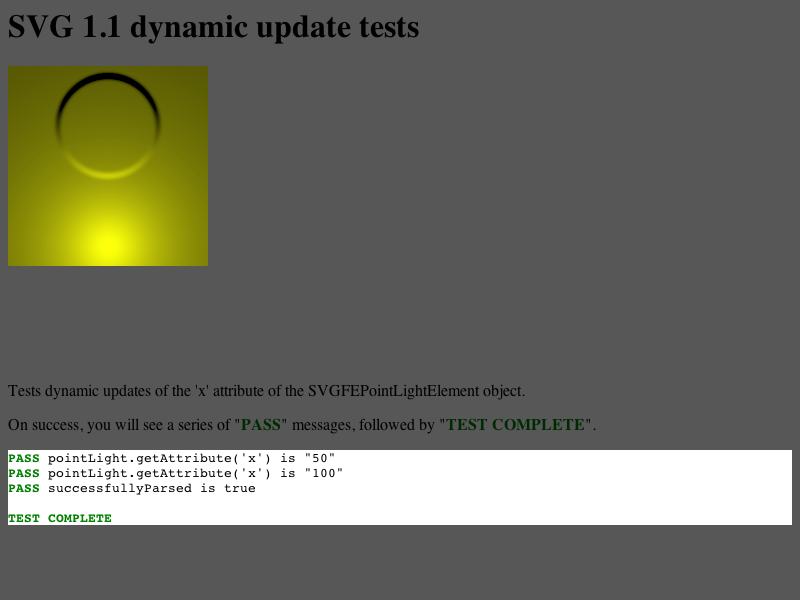 SVG 1.1 dynamic update tests
Tests dynamic updates of the 'x' attribute of the SVGFEPointLightElement object.
On success, you will see a series of "PASS" messages, followed by "TEST COMPLETE".
PASS pointLight.getAttribute('x') is "50"
PASS pointLight.getAttribute('x') is "100"
PASS successfullyParsed is true
TEST COMPLETE